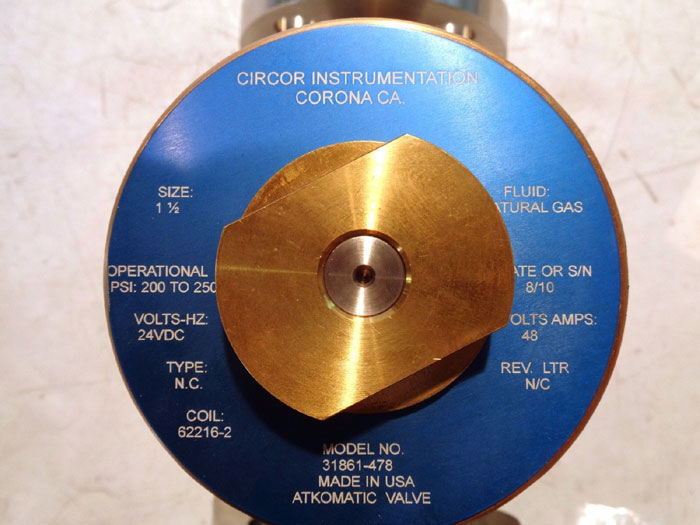 CIRCOR INSTRUMENTATION
CORONA CA.
SIZE:
1 ½
OPERATIONAL
PSI: 200 TO 250
VOLTS-HZ:
24VDC
TYPE:
N.C.
COIL:
62216-2
FLUID:
ATURAL GAS
ATE OR S/N
8/10
VOLTS AMPS:
48
REV. LTR
N/C
MODEL NO.
31861-478
MADE IN USA
ATKOMATIC VALVE